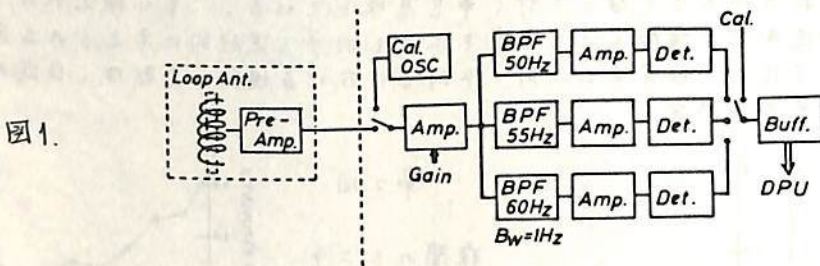 図1.
Loop Ant.
Pre-
Amp.
Cal.
OSC
Amp.
Gain
BPF
50Hz
Amp.
Det.
BPF
55Hz
Amp.
Det.
BPF
60Hz
Amp.
Det.
Bw=1Hz
Cal.
Buff.
DPU